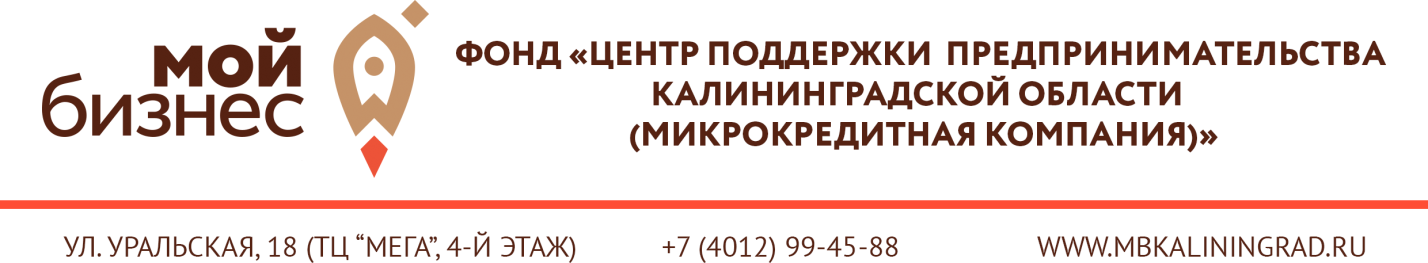 мой
бизнес
ФОНД «ЦЕНТР ПОДДЕРЖКИ ПРЕДПРИНИМАТЕЛЬСТВА
КАЛИНИНГРАДСКОЙ ОБЛАСТИ
(МИКРОКРЕДИТНАЯ КОМПАНИЯ)»
УЛ. УРАЛЬСКАЯ, 18 (ТЦ “МЕГА”, 4-Й ЭТАЖ) +7 (4012) 99-45-88 WWW.MBKALININGRAD.RU